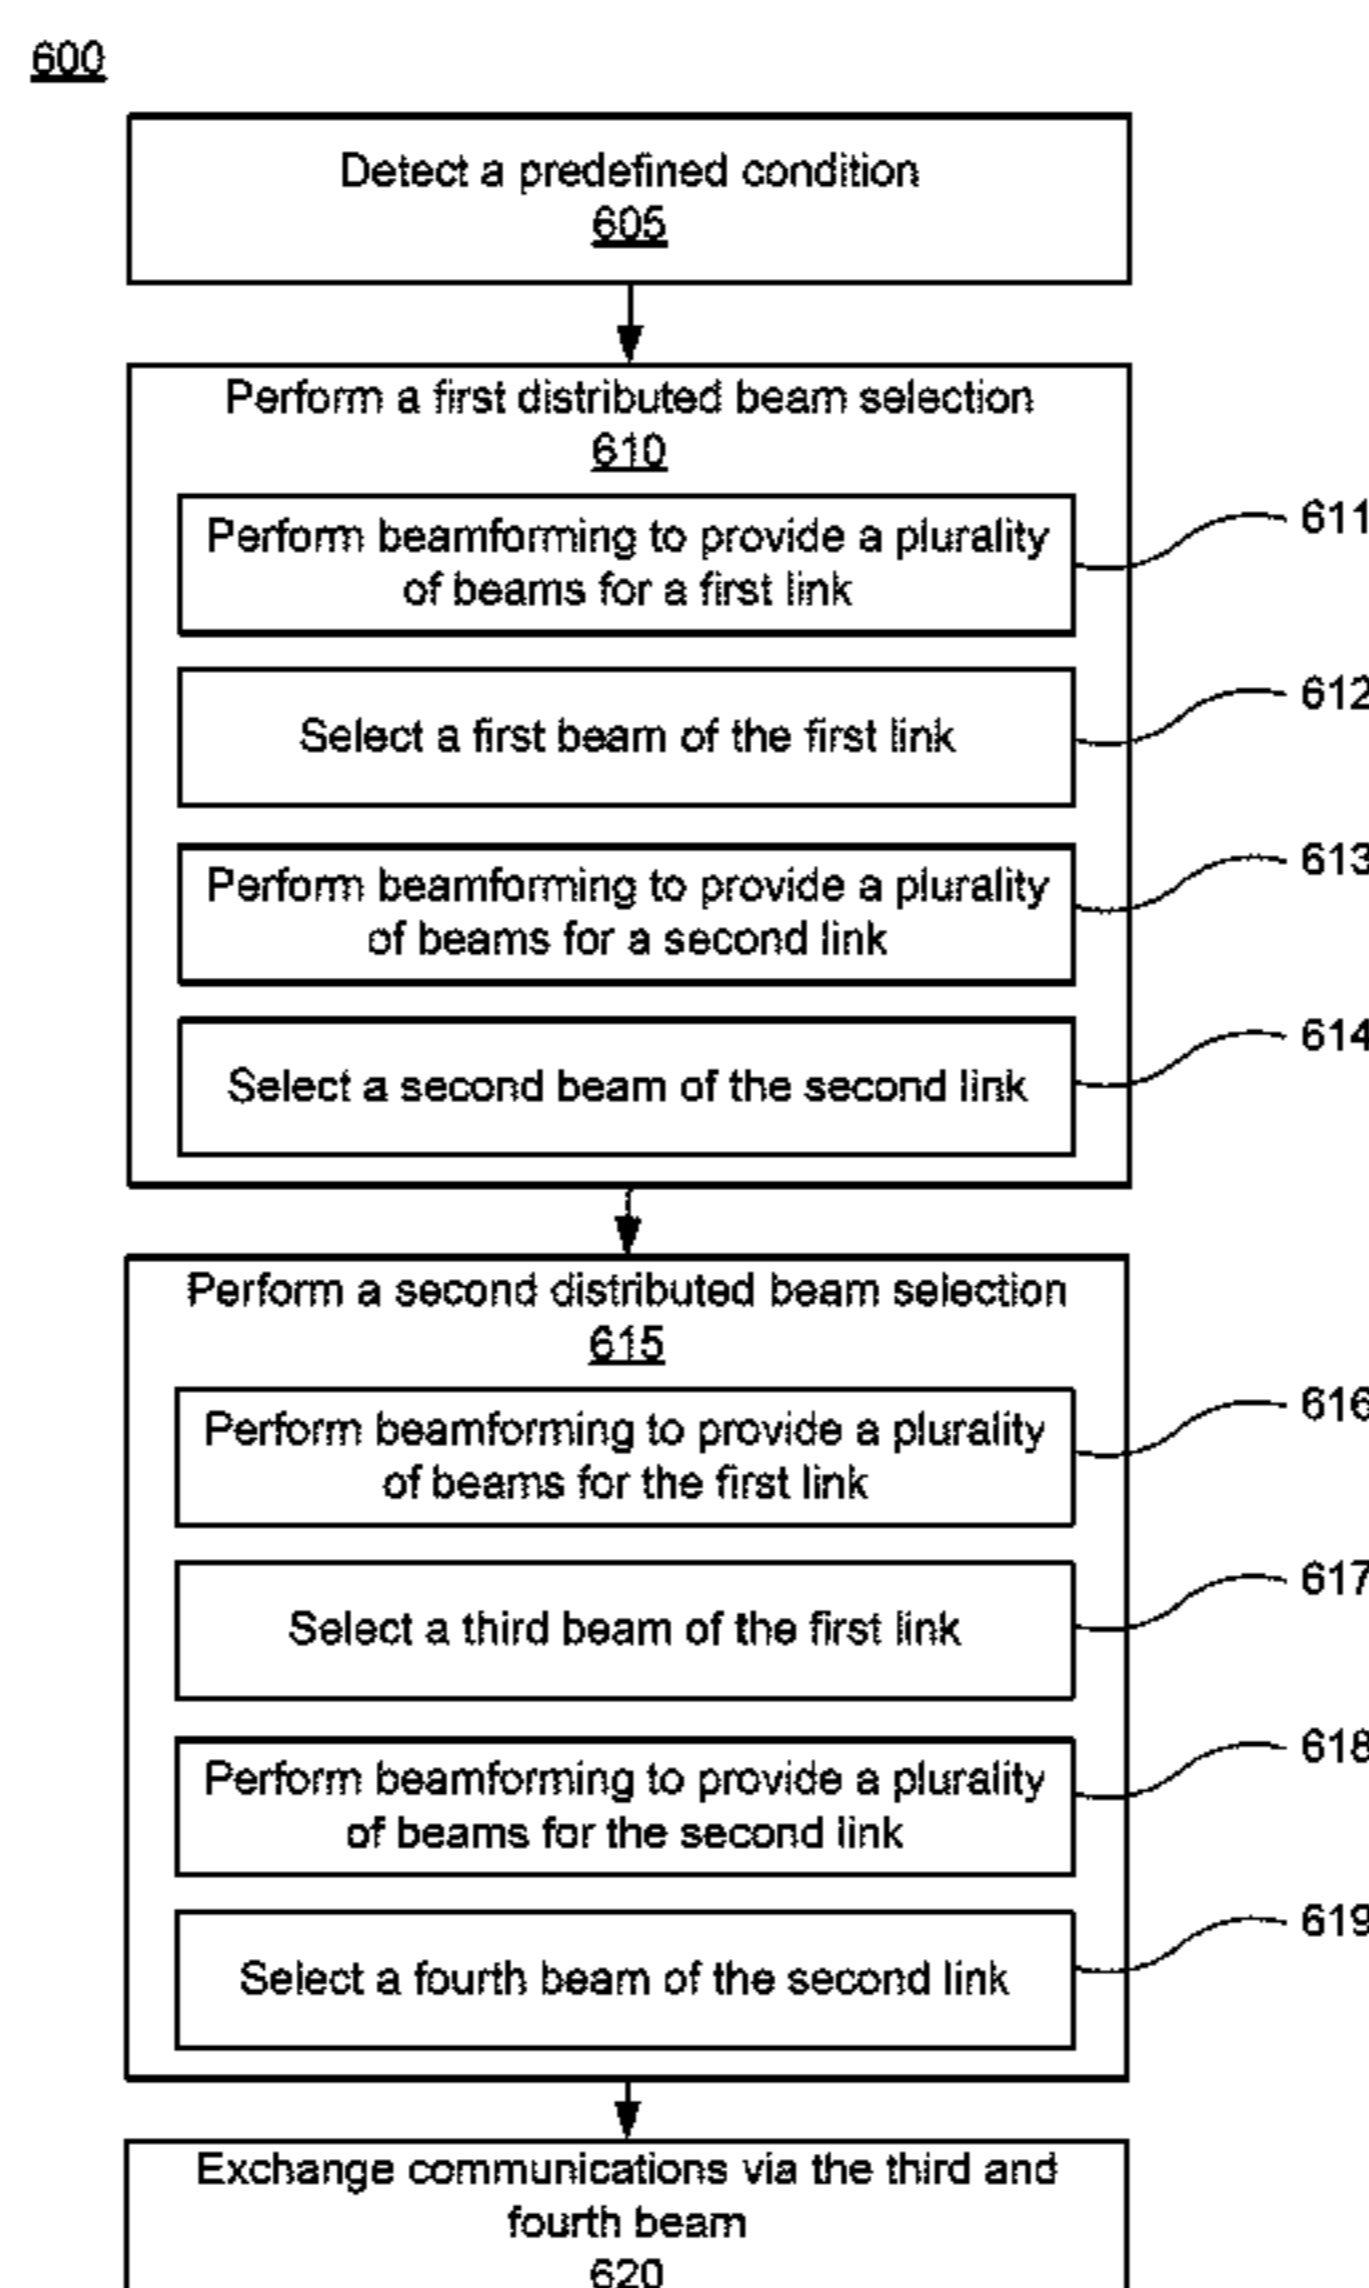 600
Detect a predefined condition
605
Perform a first distributed beam selection
610
Perform beamforming to provide a plurality
of beams for a first link
611
Select a first beam of the first link
612
Perform beamforming to provide a plurality
of beams for a second link
613
Select a second beam of the second link
614
Perform a second distributed beam selection
615
Perform beamforming to provide a plurality
of beams for the first link
616
Select a third beam of the first link
617
Perform beamforming to provide a plurality
of beams for the second link
618
Select a fourth beam of the second link
619
Exchange communications via the third and
fourth beam
620